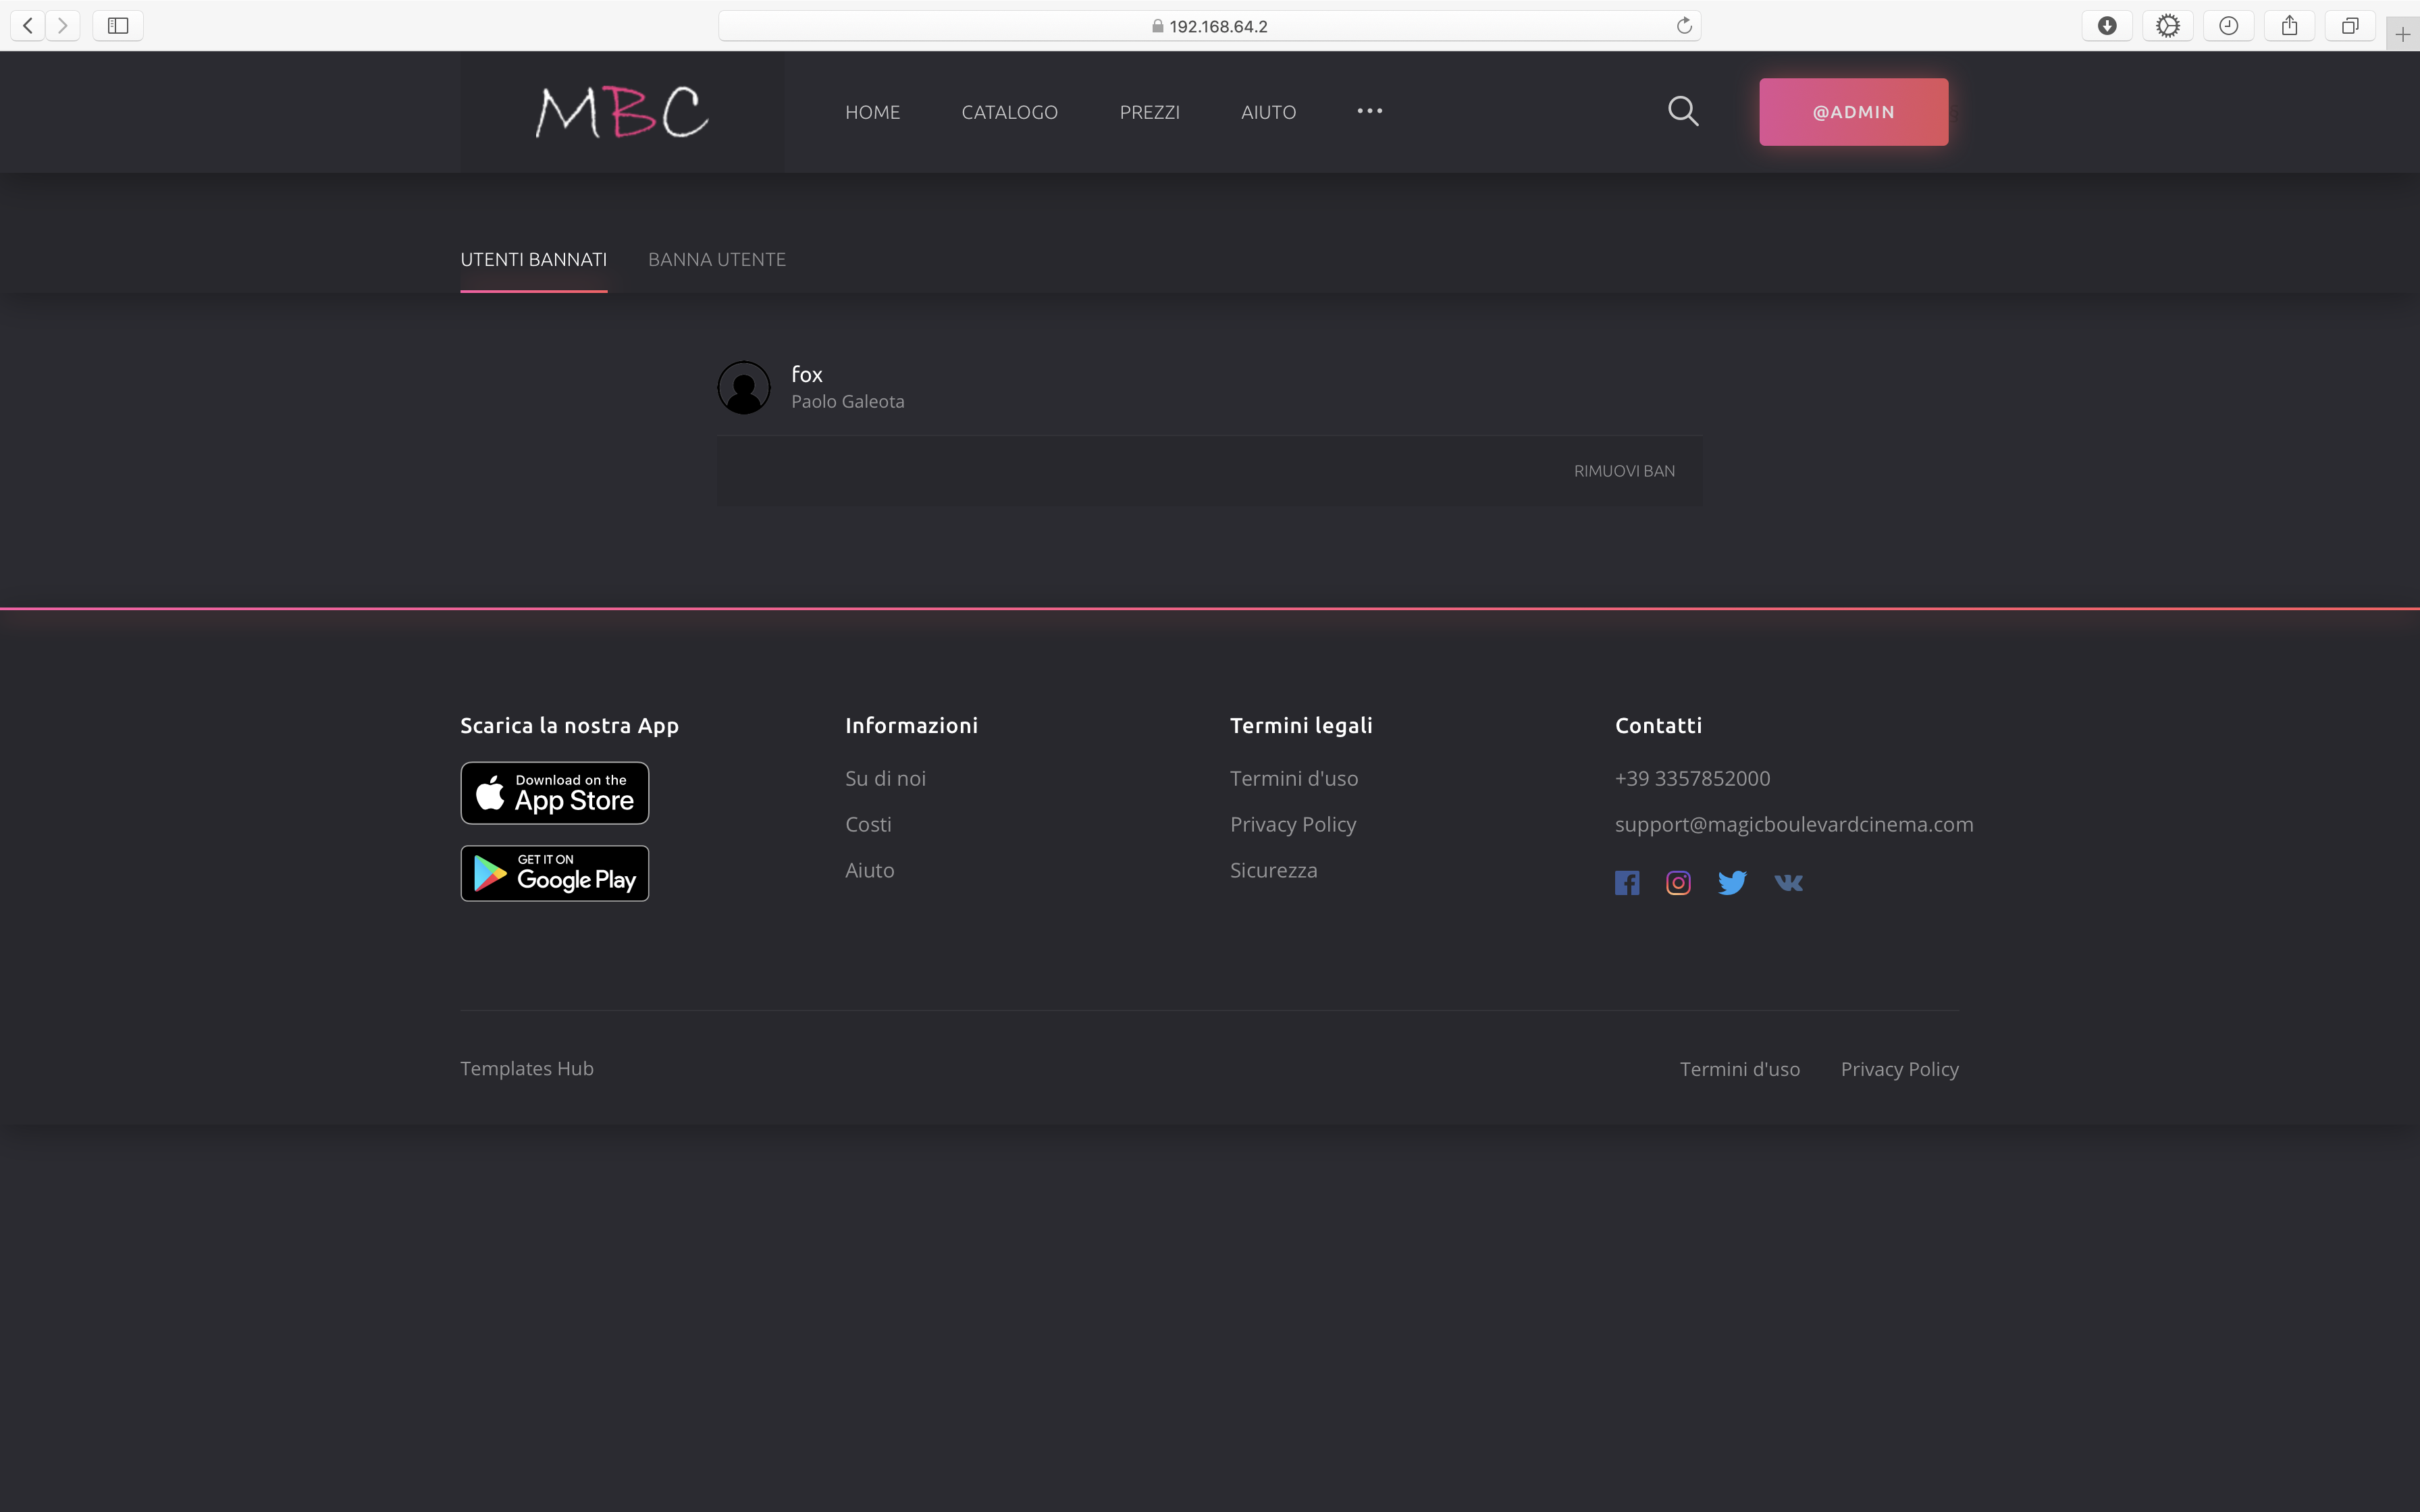 192.168.64.2
MBC
HOME CATALOGO PREZZI AIUTO
@ADMIN
UTENTI BANNATI BANNA UTENTE
fox
Paolo Galeota
RIMUOVI BAN
Scarica la nostra App
Download on the
App Store
GET IT ON
Google Play
Informazioni
Su di noi
Costi
Aiuto
Termini legali
Termini d'uso
Privacy Policy
Sicurezza
Contatti
+39 3357852000
support@magicboulevardcinema.com
Templates Hub
Termini d'uso Privacy Policy